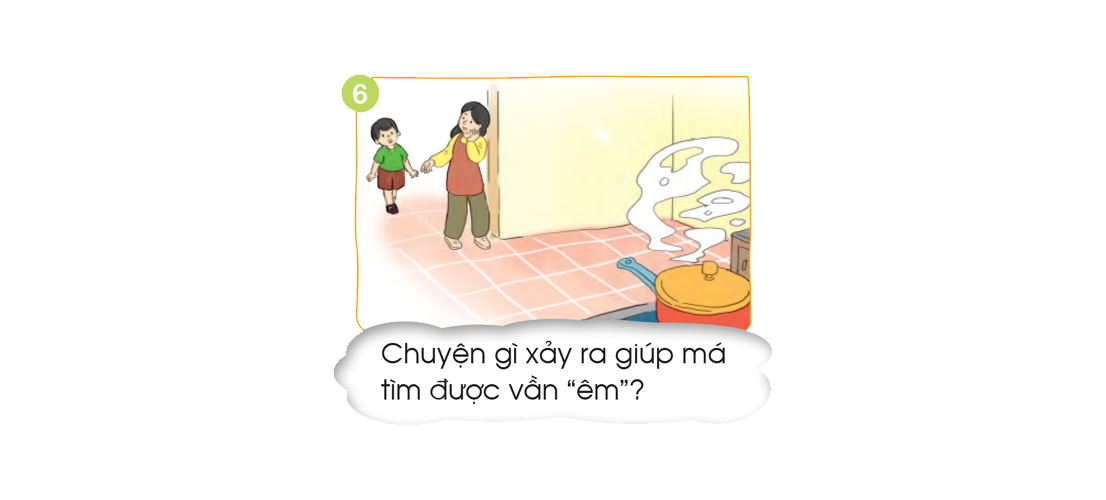 6
Chuyện gì xảy ra giúp má
tìm được vần “êm”?